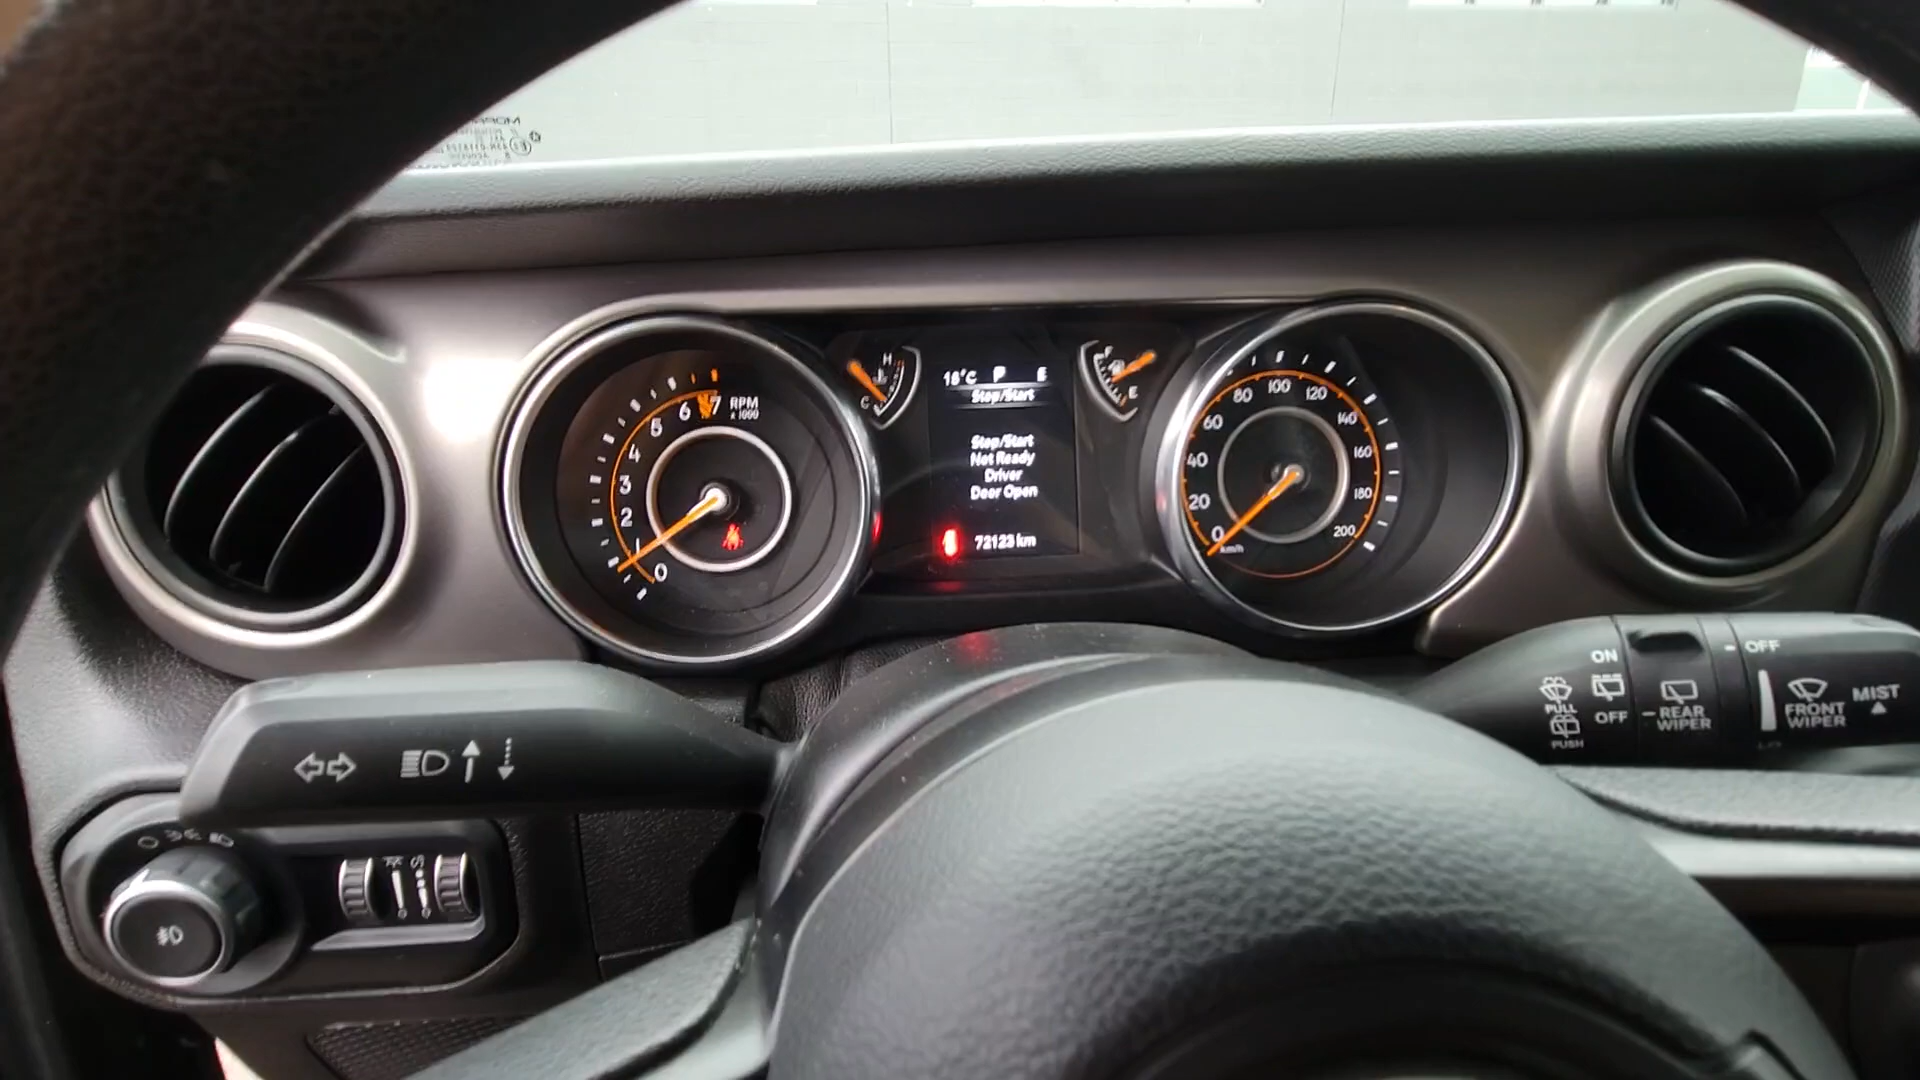 H
C
18°C P E
Stop/Start
Stop/Start
Not Ready
Driver
Door Open
72123 km
F
E
7
6
5
4
3
2
1
0
RPM
x 1000
0
20
40
60
80
100
120
140
160
180
200
km/h
ON
OFF
PULL
PUSH
REAR
WIPER
OFF
FRONT
WIPER
MIST
LO